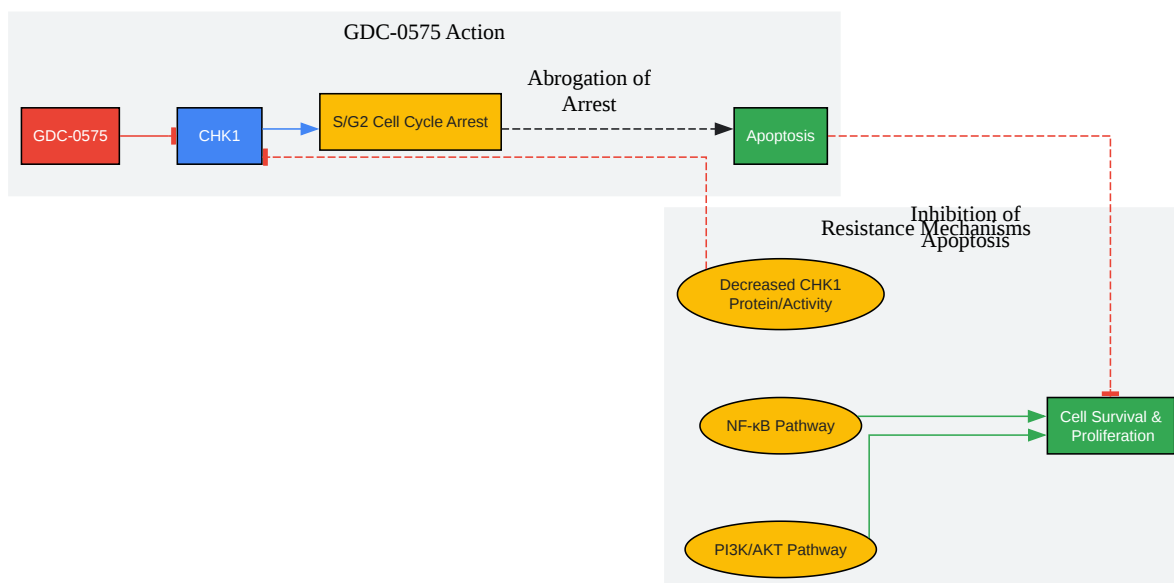 GDC-0575 Action
Abrogation of
Arrest
GDC-0575
CHK1
S/G2 Cell Cycle Arrest
Apoptosis
Inhibition of
Apoptosis
Resistance Mechanisms
Decreased CHK1
Protein/Activity
NF-κB Pathway
Cell Survival &
Proliferation
PI3K/AKT Pathway